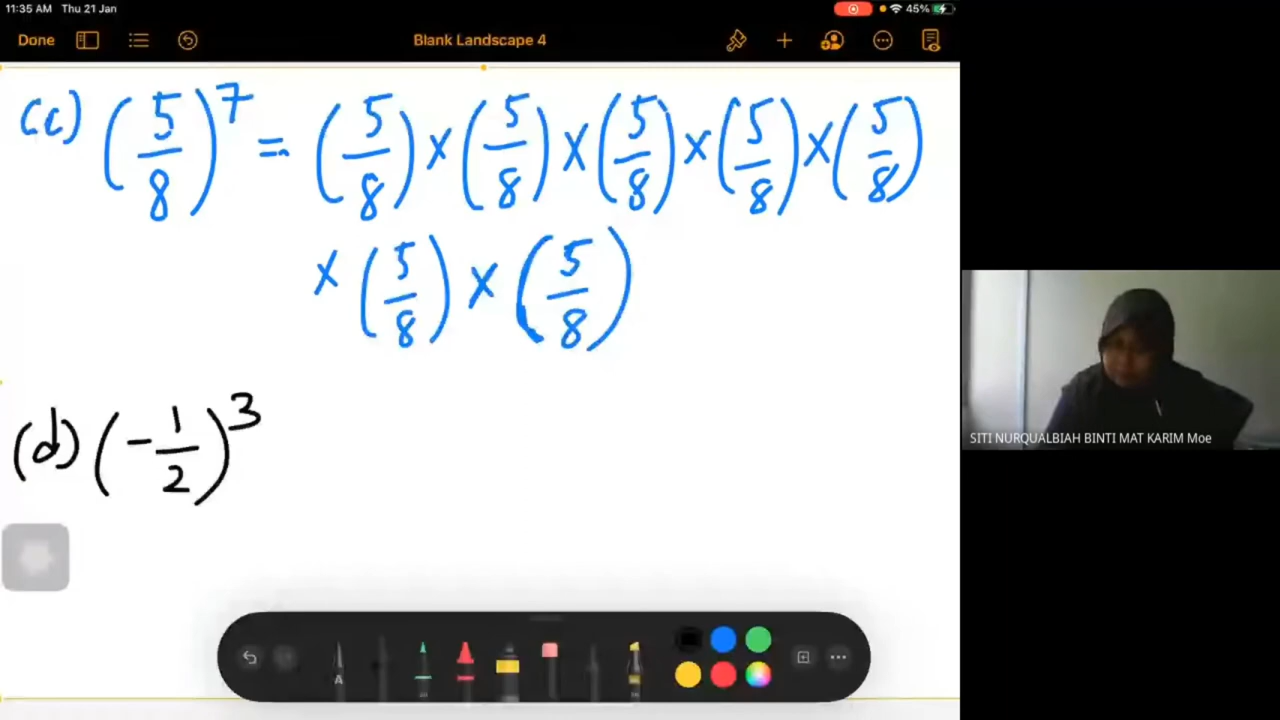 11:35 AM Thu 21 Jan 45%
Done Blank Landscape 4
(c) (5/8)^7 = (5/8) × (5/8) × (5/8) × (5/8) × (5/8)
× (5/8) × (5/8)
(d) (-1/2)^3
SITI NURQUALBIAH BINTI MAT KARIM Moe
A